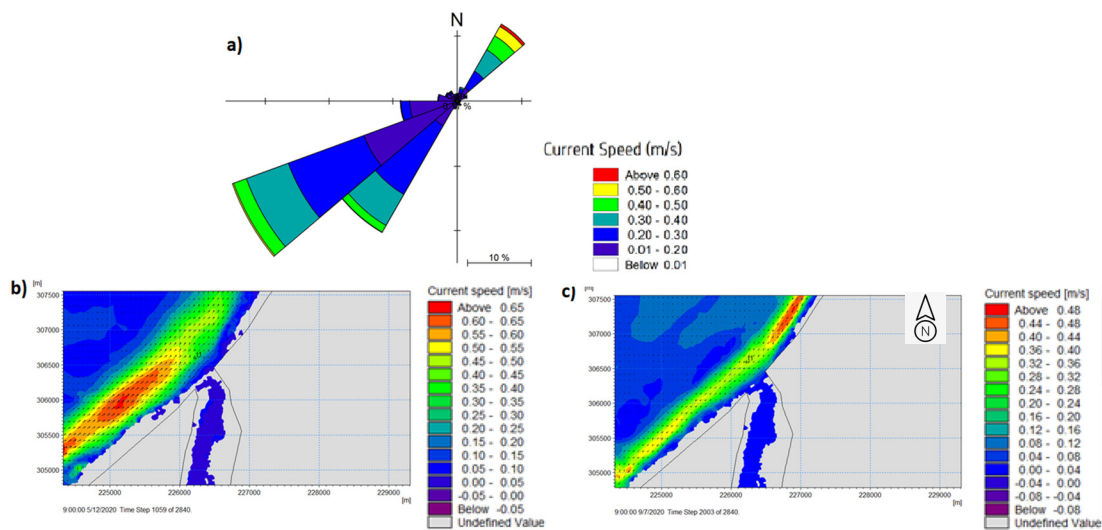 a)
N
%
10 %
Current Speed (m/s)
Above 0.60
0.50 - 0.60
0.40 - 0.50
0.30 - 0.40
0.20 - 0.30
0.01 - 0.20
Below 0.01
b)
[m]
307500
307000
306500
306000
305500
305000
225000
226000
227000
228000
229000
[m]
9:00:00 5/12/2020 Time Step 1059 of 2840.
Current speed [m/s]
Above 0.65
0.60 - 0.65
0.55 - 0.60
0.50 - 0.55
0.45 - 0.50
0.40 - 0.45
0.35 - 0.40
0.30 - 0.35
0.25 - 0.30
0.20 - 0.25
0.15 - 0.20
0.10 - 0.15
0.05 - 0.10
0.00 - 0.05
-0.05 - 0.00
Below -0.05
Undefined Value
c)
[m]
307500
307000
306500
306000
305500
305000
225000
226000
227000
228000
229000
[m]
9:00:00 9/7/2020 Time Step 2003 of 2840.
N
Current speed [m/s]
Above 0.48
0.44 - 0.48
0.40 - 0.44
0.36 - 0.40
0.32 - 0.36
0.28 - 0.32
0.24 - 0.28
0.20 - 0.24
0.16 - 0.20
0.12 - 0.16
0.08 - 0.12
0.04 - 0.08
0.00 - 0.04
-0.04 - 0.00
-0.08 - -0.04
Below -0.08
Undefined Value